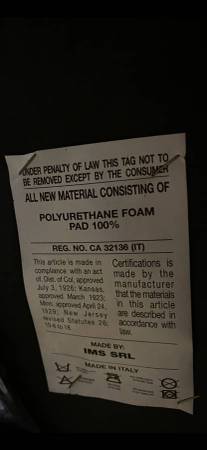 UNDER PENALTY OF LAW THIS TAG NOT TO
BE REMOVED EXCEPT BY THE CONSUMER
ALL NEW MATERIAL CONSISTING OF
POLYURETHANE FOAM
PAD 100%
REG. NO. CA 32136 (IT)
This article is made in
compliance with an act
of, Dist. of Col, approved
July 3, 1926; Kansas,
approved March 1923;
Minn. approved April 24,
1929; New Jersey
revised Statutes 26:
10-6 to 18.
Certifications is
made by the
manufacturer
that the materials
in this article
are described in
accordance with
law.
MADE BY:
IMS SRL
MADE IN ITALY